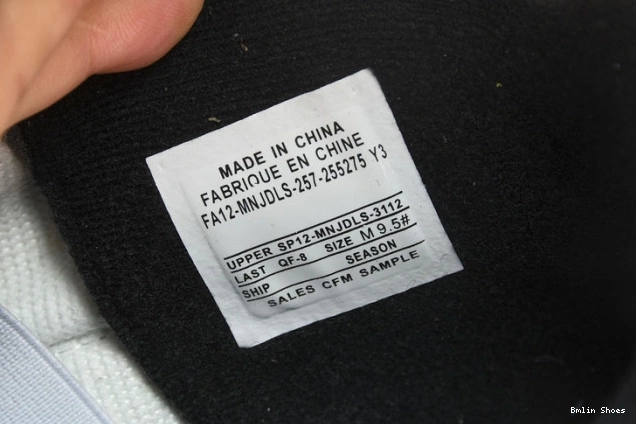 MADE IN CHINA
FABRIQUE EN CHINE
FA12-MNJDLS-257-255275 Y3
UPPER SP12-MNJDLS-3112
LAST QF-8 SIZE M9.5#
SHIP SEASON
SALES CFM SAMPLE
Bmlin Shoes